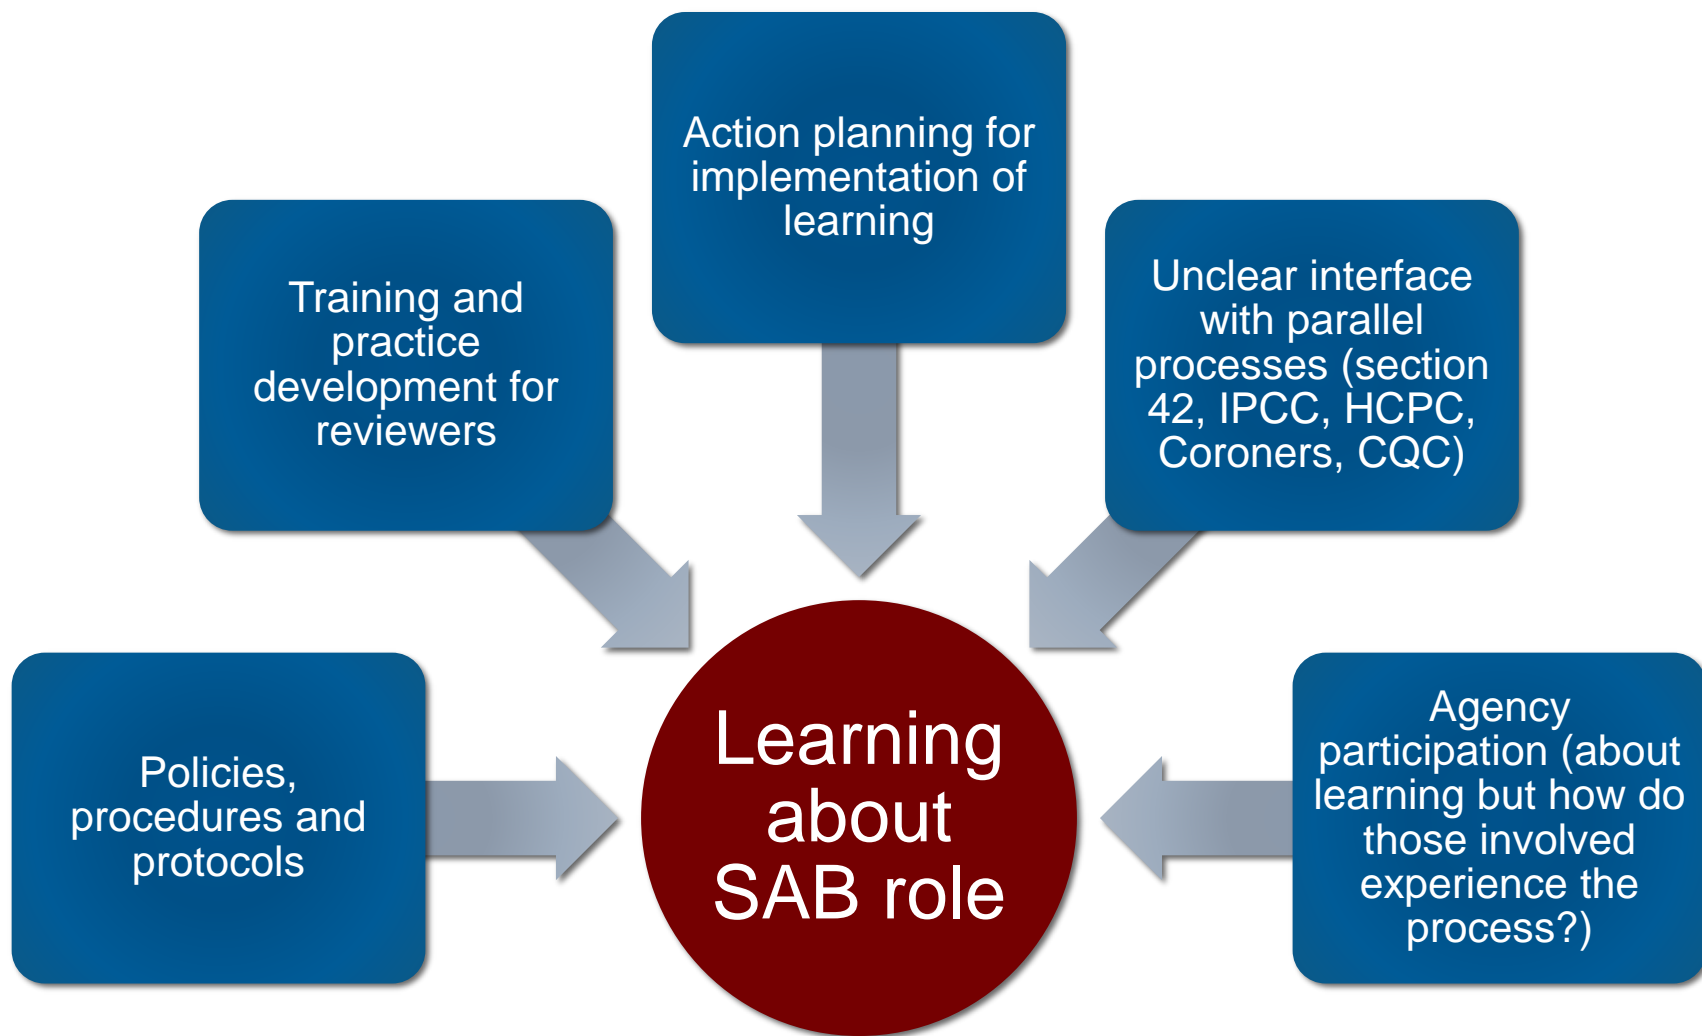 Policies,
procedures and
protocols
Training and
practice
development for
reviewers
Action planning for
implementation of
learning
Unclear interface
with parallel
processes (section
42, IPCC, HCPC,
Coroners, CQC)
Agency
participation (about
learning but how do
those involved
experience the
process?)
Learning
about
SAB role